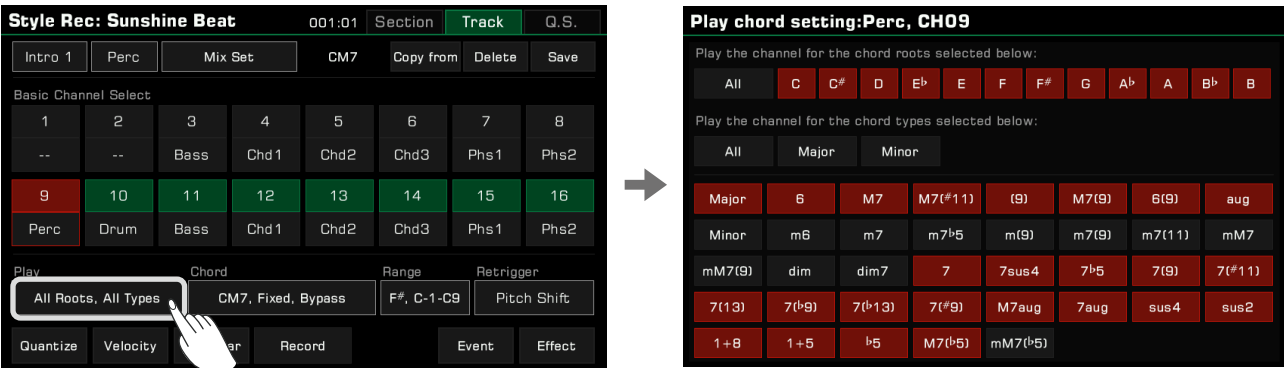 Style Rec: Sunshine Beat 001:01 Section Track Q.S.
Intro 1 Perc Mix Set CM7 Copy from Delete Save
Basic Channel Select
1 2 3 4 5 6 7 8
-- -- Bass Chd1 Chd2 Chd3 Phs1 Phs2
9 10 11 12 13 14 15 16
Perc Drum Bass Chd1 Chd2 Chd3 Phs1 Phs2
Play Chord Range Retrigger
All Roots, All Types CM7, Fixed, Bypass F#, C-1-C9 Pitch Shift
Quantize Velocity ar Record Event Effect
Play chord setting:Perc, CH09
Play the channel for the chord roots selected below:
All C C# D E♭ E F F# G A♭ A B♭ B
Play the channel for the chord types selected below:
All Major Minor
Major 6 M7 M7(#11) (9) M7(9) 6(9) aug
Minor m6 m7 m7♭5 m(9) m7(9) m7(11) mM7
mM7(9) dim dim7 7 7sus4 7♭5 7(9) 7(#11)
7(13) 7(♭9) 7(♭13) 7(#9) M7aug 7aug sus4 sus2
1+8 1+5 ♭5 M7(♭5) mM7(♭5)